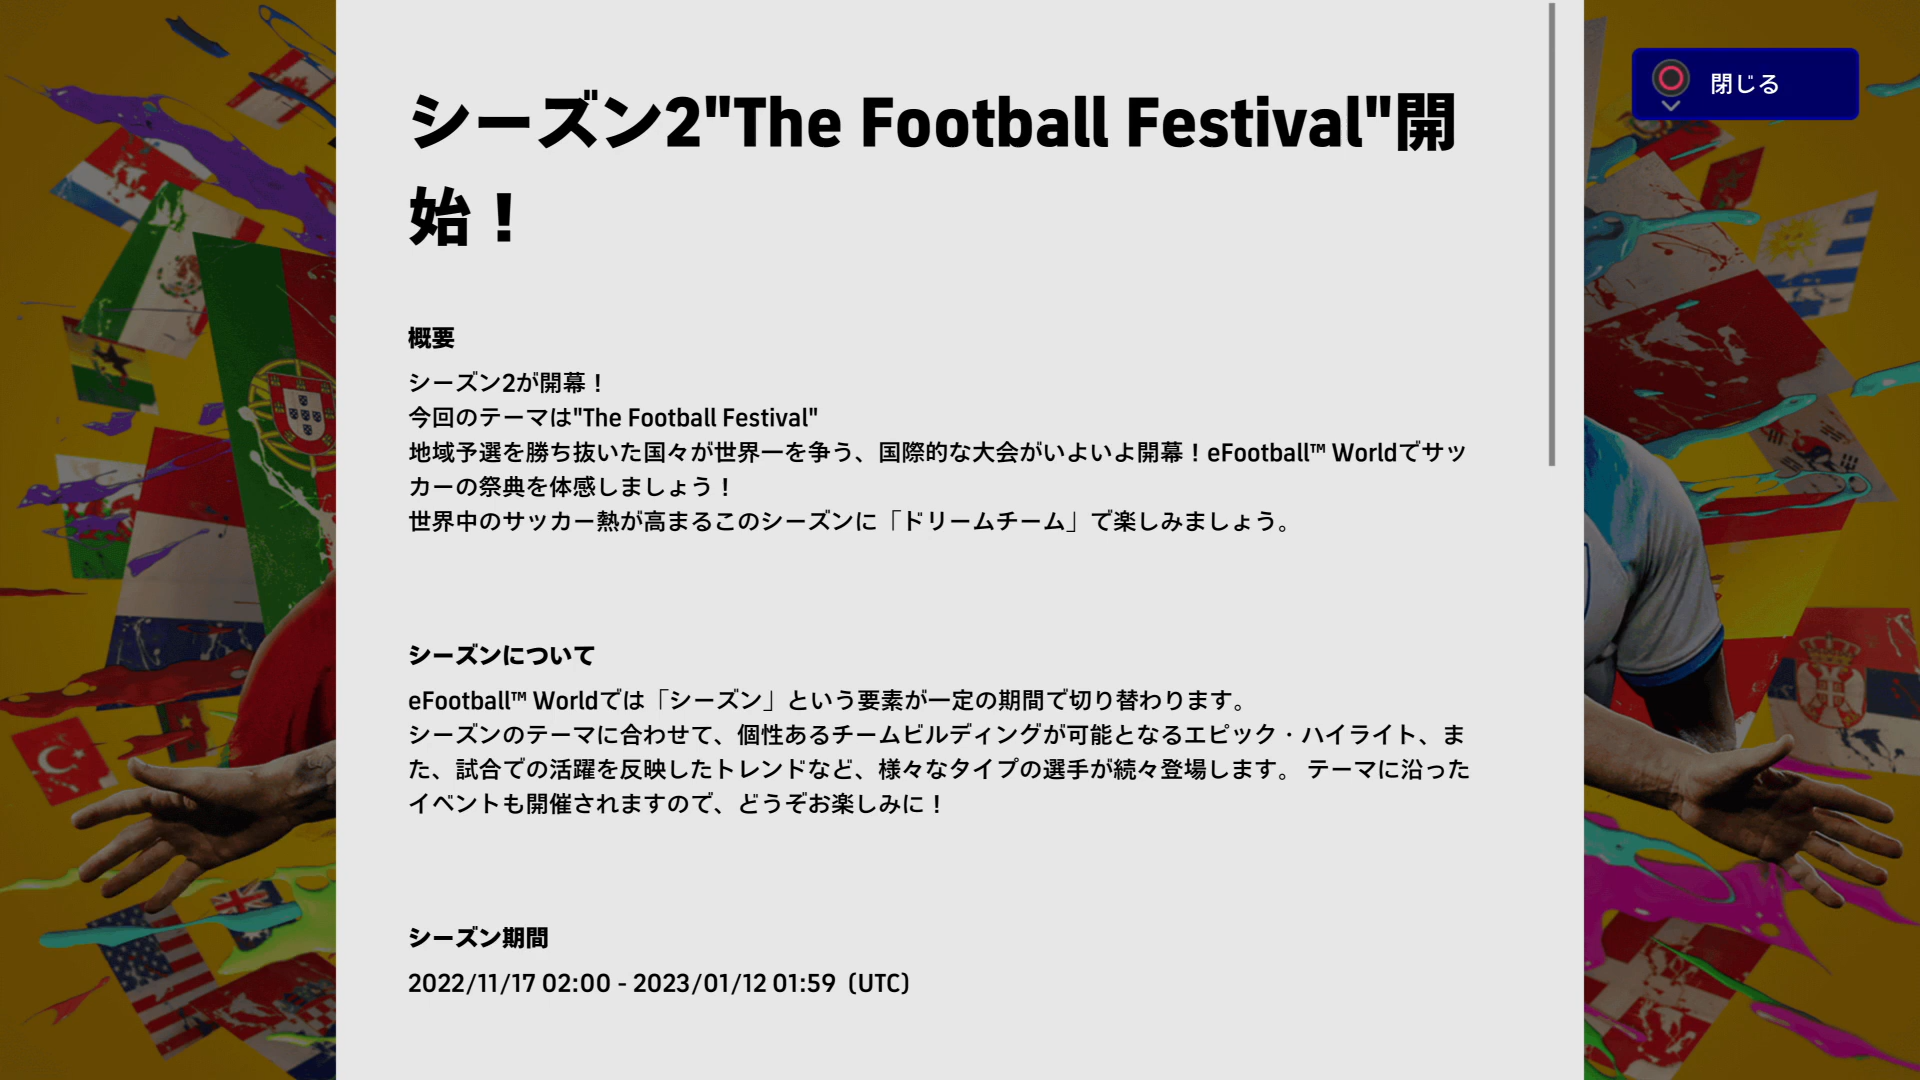 シーズン2"The Football Festival"開
始！
閉じる
概要
シーズン2が開幕！
今回のテーマは"The Football Festival"
地域予選を勝ち抜いた国々が世界一を争う、国際的な大会がいよいよ開幕！eFootball™ Worldでサッ
カーの祭典を体感しましょう！
世界中のサッカー熱が高まるこのシーズンに「ドリームチーム」で楽しみましょう。
シーズンについて
eFootball™ Worldでは「シーズン」という要素が一定の期間で切り替わります。
シーズンのテーマに合わせて、個性あるチームビルディングが可能となるエピック・ハイライト、ま
た、試合での活躍を反映したトレンドなど、様々なタイプの選手が続々登場します。 テーマに沿った
イベントも開催されますので、どうぞお楽しみに！
シーズン期間
2022/11/17 02:00 - 2023/01/12 01:59（UTC）